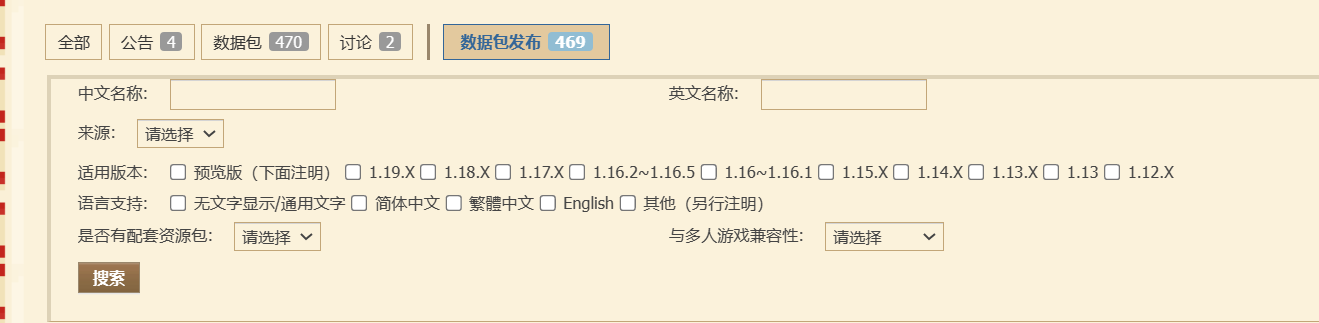 全部 公告 4 数据包 470 讨论 2 数据包发布 469
中文名称: 英文名称:
来源: 请选择
适用版本: 预览版（下面注明） 1.19.X 1.18.X 1.17.X 1.16.2~1.16.5 1.16~1.16.1 1.15.X 1.14.X 1.13.X 1.13 1.12.X
语言支持: 无文字显示/通用文字 简体中文 繁體中文 English 其他（另行注明）
是否有配套资源包: 请选择 与多人游戏兼容性: 请选择
搜索